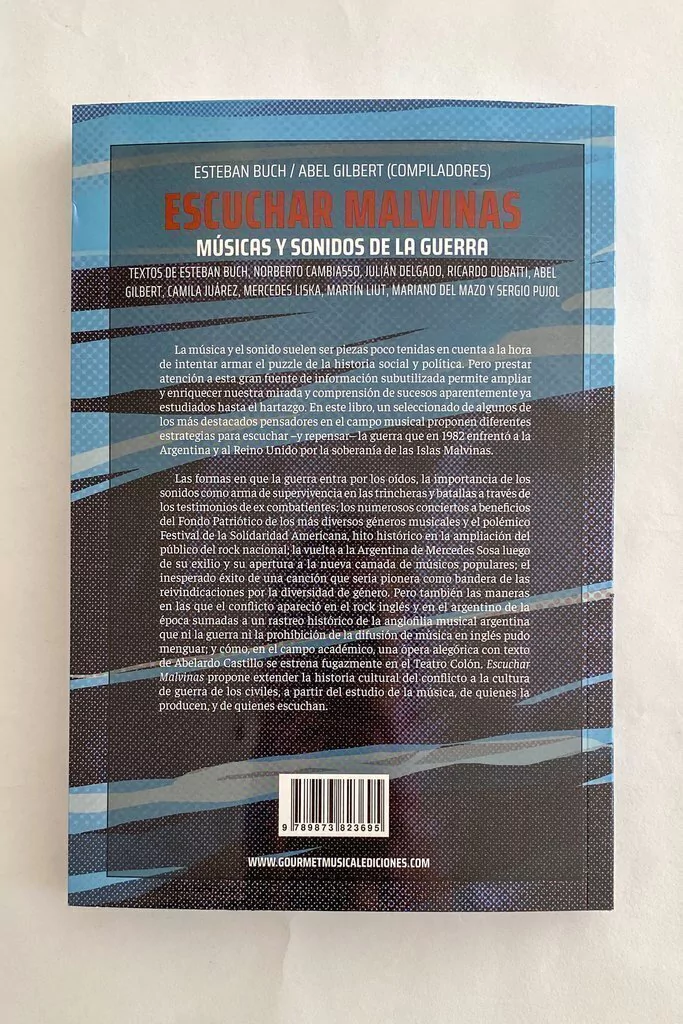 ESTEBAN BUCH / ABEL GILBERT (COMPILADORES)
ESCUCHAR MALVINAS
MÚSICAS Y SONIDOS DE LA GUERRA
TEXTOS DE ESTEBAN BUCH, NORBERTO CAMBIASSO, JULIÁN DELGADO, RICARDO DUBATTI, ABEL
GILBERT, CAMILA JUÁREZ, MERCEDES LISKA, MARTÍN LIUT, MARIANO DEL MAZO Y SERGIO PUJOL
La música y el sonido suelen ser piezas poco tenidas en cuenta a la hora
de intentar armar el puzzle de la historia social y política. Pero prestar
atención a esta gran fuente de información subutilizada permite ampliar
y enriquecer nuestra mirada y comprensión de sucesos aparentemente ya
estudiados hasta el hartazgo. En este libro, un seleccionado de algunos de
los más destacados pensadores en el campo musical proponen diferentes
estrategias para escuchar –y repensar– la guerra que en 1982 enfrentó a la
Argentina y al Reino Unido por la soberanía de las Islas Malvinas.
Las formas en que la guerra entra por los oídos, la importancia de los
sonidos como arma de supervivencia en las trincheras y batallas a través de
los testimonios de ex combatientes; los numerosos conciertos a beneficios
del Fondo Patriótico de los más diversos géneros musicales y el polémico
Festival de la Solidaridad Americana, hito histórico en la ampliación del
público del rock nacional; la vuelta a la Argentina de Mercedes Sosa luego
de su exilio y su apertura a la nueva camada de músicos populares; el
inesperado éxito de una canción que sería pionera como bandera de las
reivindicaciones por la diversidad de género. Pero también las maneras
en las que el conflicto apareció en el rock inglés y en el argentino de la
época sumadas a un rastreo histórico de la anglofilia musical argentina
que ni la guerra ni la prohibición de la difusión de música en inglés pudo
menguar; y cómo, en el campo académico, una ópera alegórica con texto
de Abelardo Castillo se estrena fugazmente en el Teatro Colón. Escuchar
Malvinas propone extender la historia cultural del conflicto a la cultura
de guerra de los civiles, a partir del estudio de la música, de quienes la
producen, y de quienes escuchan.
9 789873 823695
WWW.GOURMETMUSICALEDICIONES.COM